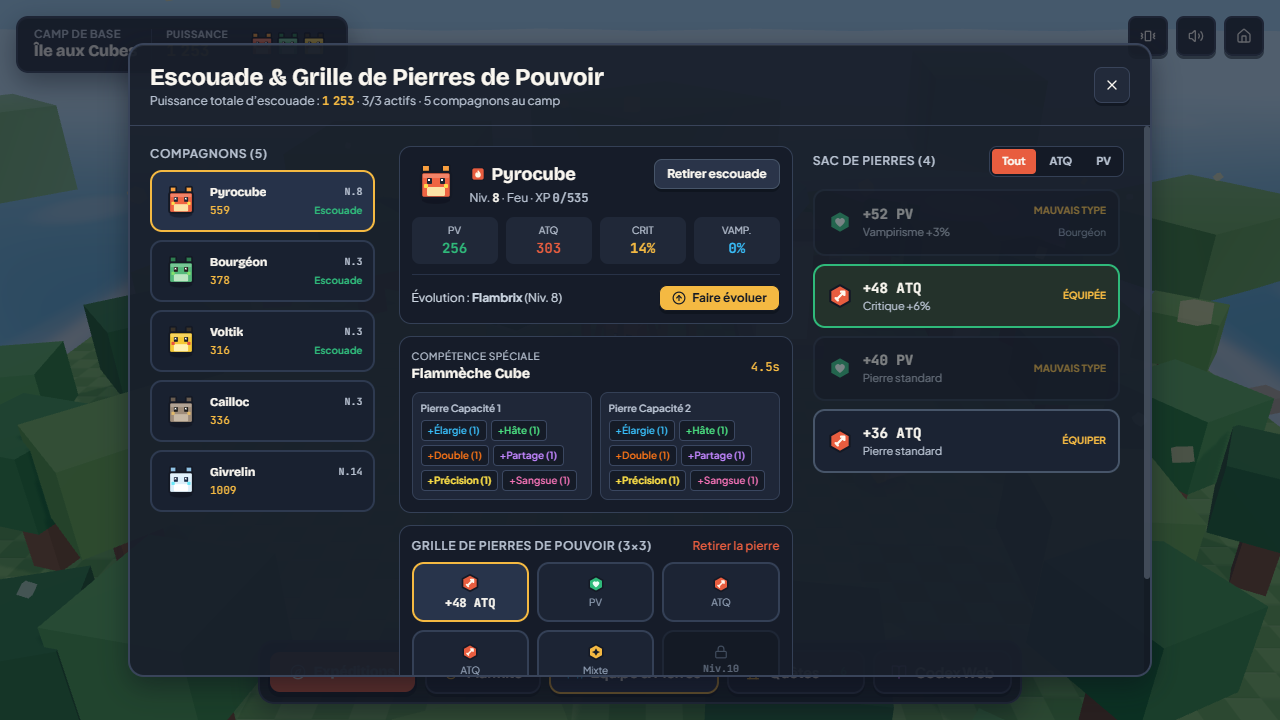 CAMP DE BASE
PUISSANCE
Île aux Cubes
Escouade & Grille de Pierres de Pouvoir
Puissance totale d'escouade : 1 253 · 3/3 actifs · 5 compagnons au camp
COMPAGNONS (5)
Pyrocube N.8
559 Escouade
Bourgéon N.3
378 Escouade
Voltik N.3
316 Escouade
Cailloc N.3
336
Givrelin N.14
1009
Pyrocube
Retirer escouade
Niv. 8 · Feu · XP 0/535
PV ATQ CRIT VAMP.
256 303 14% 0%
Évolution : Flambrix (Niv. 8)
Faire évoluer
COMPÉTENCE SPÉCIALE
Flammèche Cube
4.5s
Pierre Capacité 1
+Élargie (1) +Hâte (1)
+Double (1) +Partage (1)
+Précision (1) +Sangsue (1)
Pierre Capacité 2
+Élargie (1) +Hâte (1)
+Double (1) +Partage (1)
+Précision (1) +Sangsue (1)
GRILLE DE PIERRES DE POUVOIR (3×3)
Retirer la pierre
+48 ATQ
PV
ATQ
ATQ
Mixte
Niv.10
SAC DE PIERRES (4)
Tout ATQ PV
+52 PV MAUVAIS TYPE
Vampirisme +3% Bourgéon
+48 ATQ
Critique +6%
ÉQUIPÉE
+40 PV
Pierre standard
MAUVAIS TYPE
+36 ATQ
Pierre standard
ÉQUIPER